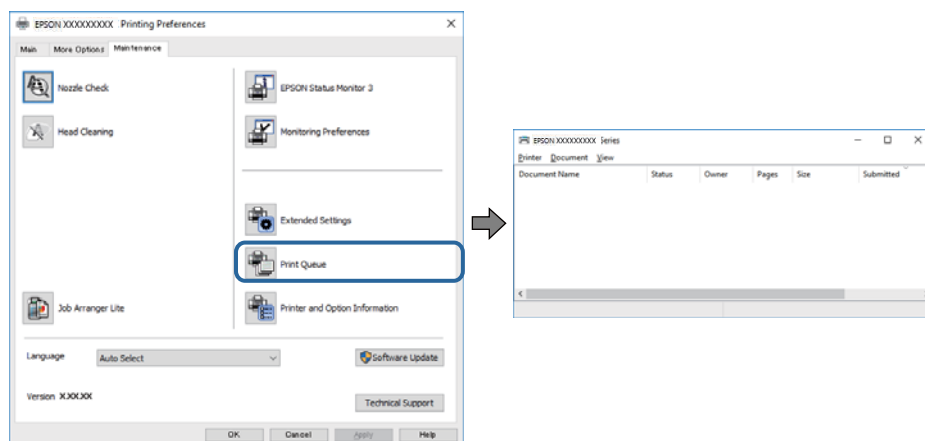 EPSON XXXXXXXXX Printing Preferences
Main More Options Maintenance
Nozzle Check
Head Cleaning
Job Arranger Lite
EPSON Status Monitor 3
Monitoring Preferences
Extended Settings
Print Queue
Printer and Option Information
Language Auto Select
Software Update
Version X.XX.XX
Technical Support
OK Cancel Apply Help
EPSON XXXXXXXXX Series
Printer Document View
Document Name Status Owner Pages Size Submitted